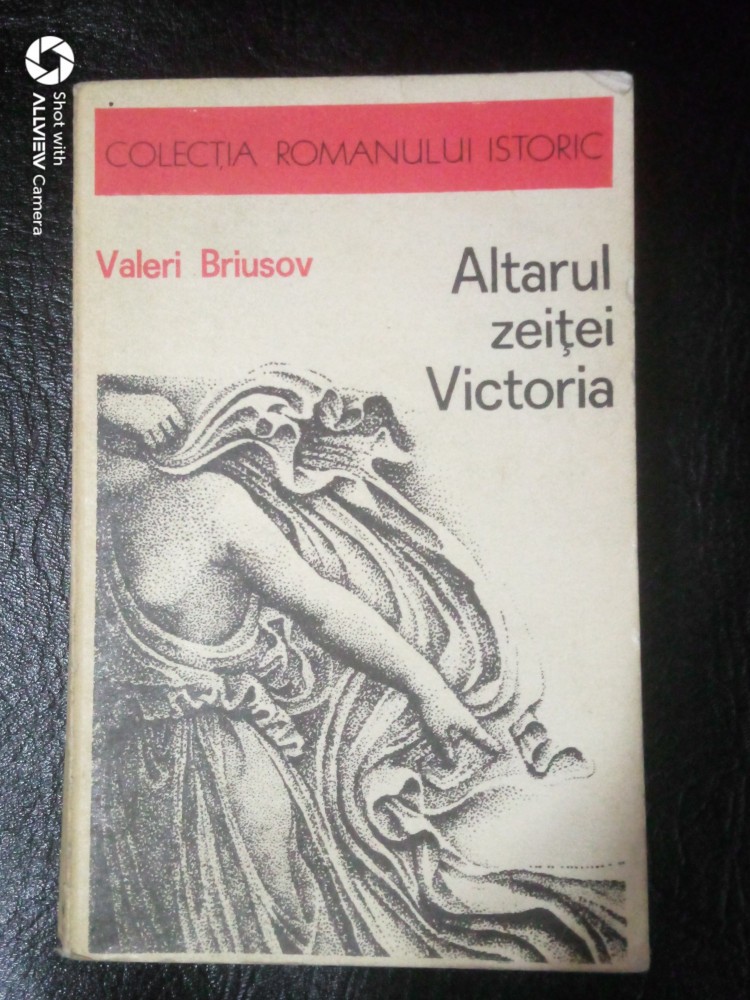 Shot with
ALLVIEW Camera
COLECȚIA ROMANULUI ISTORIC
Valeri Briusov
Altarul
zeiței
Victoria